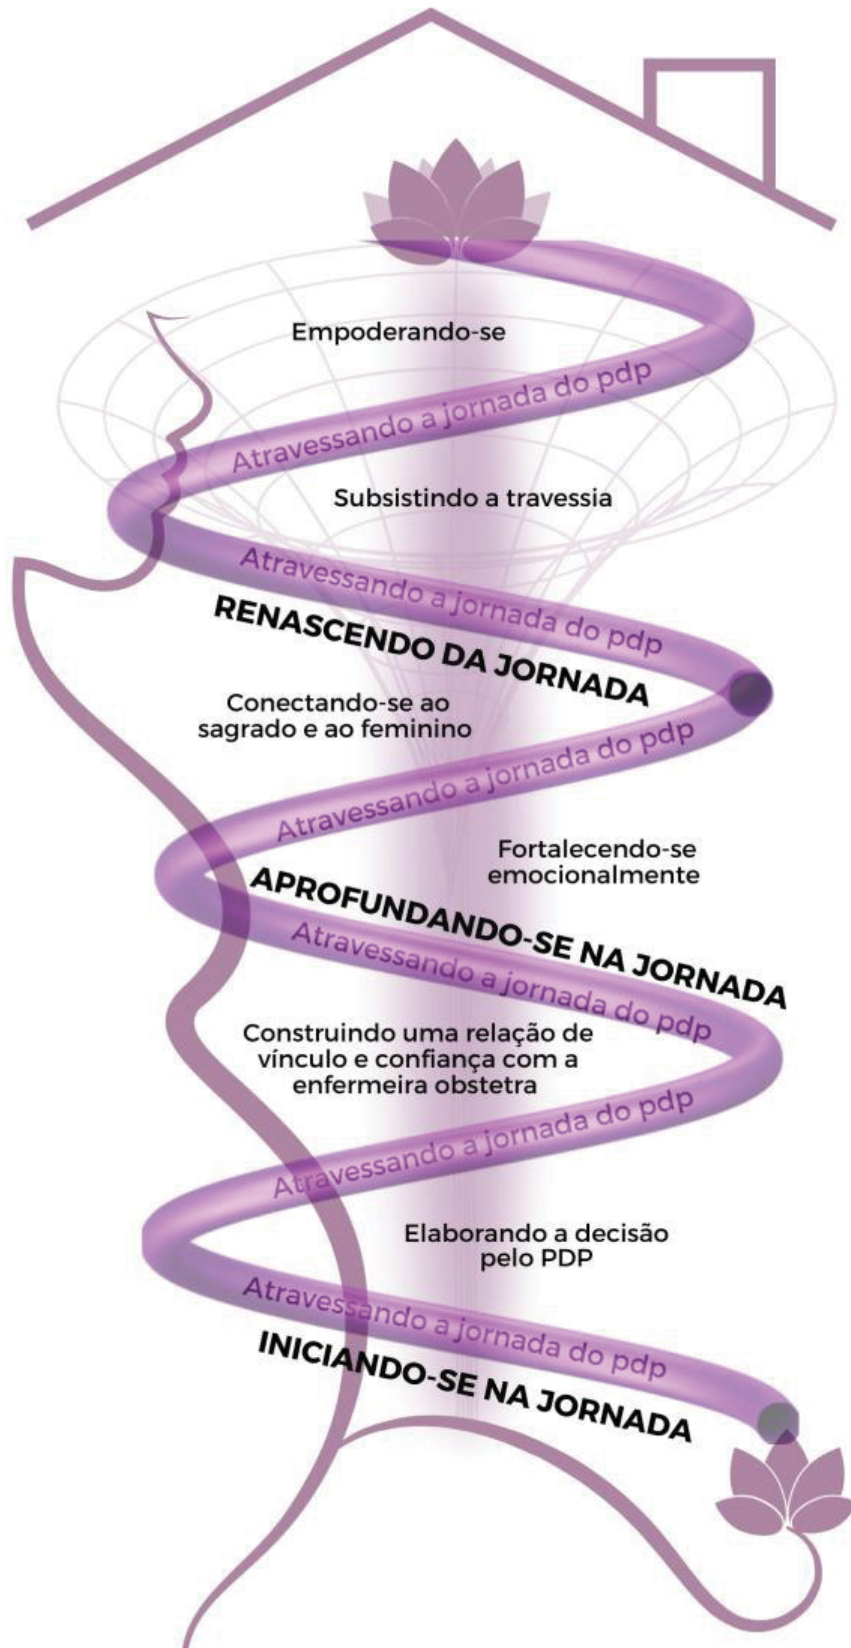 Empoderando-se
Atravessando a jornada do pdp
Subsistindo a travessia
Atravessando a jornada do pdp
RENASCENDO DA JORNADA
Conectando-se ao
sagrado e ao feminino
Atravessando a jornada do pdp
Fortalecendo-se
emocionalmente
APROFUNDANDO-SE NA JORNADA
Atravessando a jornada do pdp
Construindo uma relação de
vínculo e confiança com a
enfermeira obstetra
Atravessando a jornada do pdp
Elaborando a decisão
pelo PDP
Atravessando a jornada do pdp
INICIANDO-SE NA JORNADA